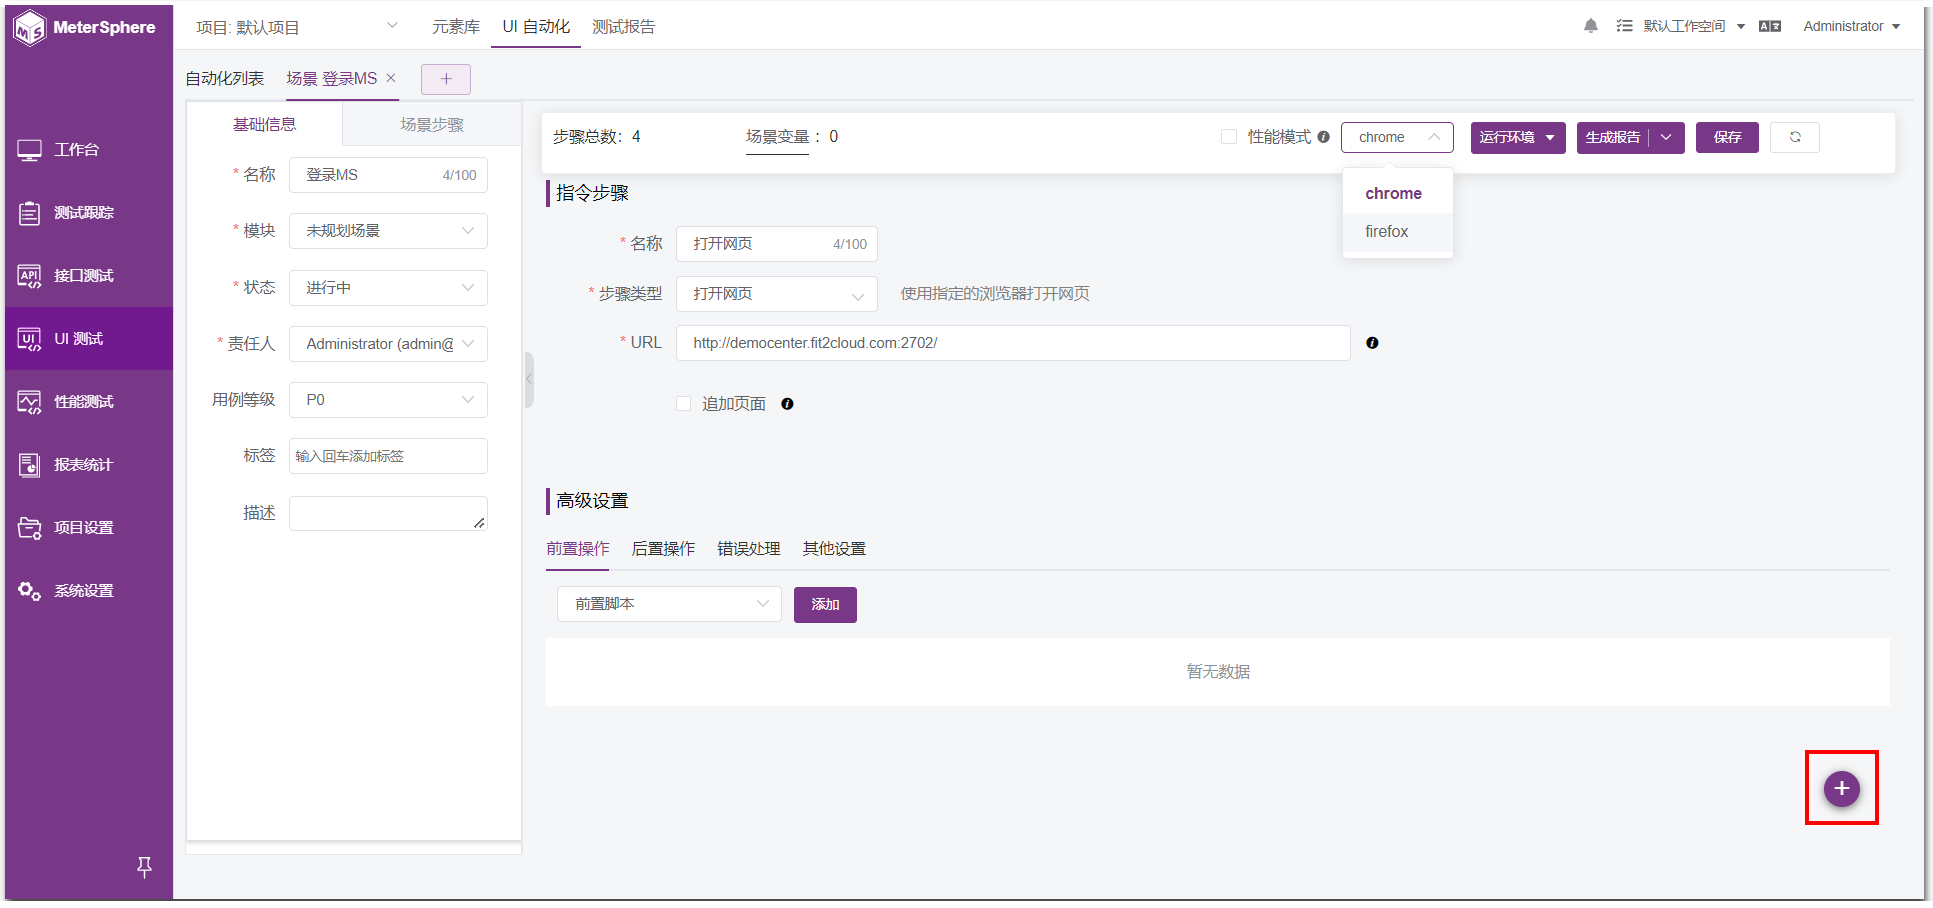 MeterSphere
项目: 默认项目
元素库
UI 自动化
测试报告
默认工作空间
Administrator
自动化列表
场景 登录MS
工作台
测试跟踪
接口测试
UI 测试
性能测试
报表统计
项目设置
系统设置
基础信息
场景步骤
* 名称
登录MS
4/100
* 模块
未规划场景
* 状态
进行中
* 责任人
Administrator (admin@
用例等级
P0
标签
输入回车添加标签
描述
步骤总数: 4
场景变量 : 0
性能模式
chrome
运行环境
生成报告
保存
chrome
firefox
指令步骤
* 名称
打开网页
4/100
* 步骤类型
打开网页
使用指定的浏览器打开网页
* URL
http://democenter.fit2cloud.com:2702/
追加页面
高级设置
前置操作
后置操作
错误处理
其他设置
前置脚本
添加
暂无数据